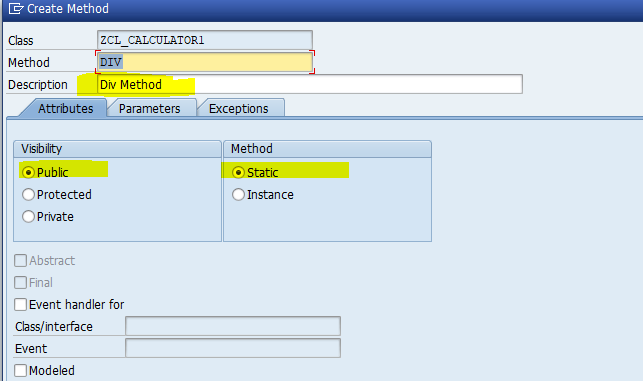 Create Method
Class ZCL_CALCULATOR1
Method DIV
Description Div Method
Attributes Parameters Exceptions
Visibility Method
Public Static
Protected Instance
Private
Abstract
Final
Event handler for
Class/interface
Event
Modeled